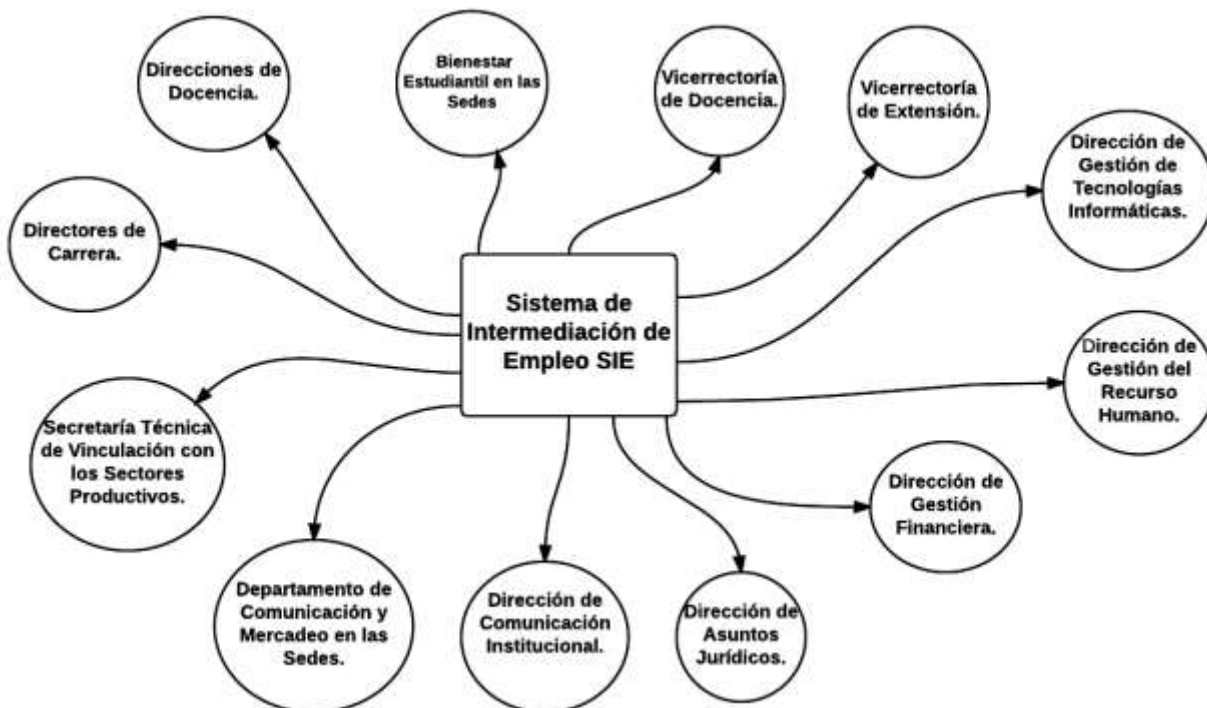 Direcciones de
Docencia.
Bienestar
Estudiantil en las
Sedes
Vicerrectoría
de Docencia.
Vicerrectoría
de Extensión.
Dirección de
Gestión de
Tecnologías
Informáticas.
Directores de
Carrera.
Sistema de
Intermediación de
Empleo SIE
Dirección de
Gestión del
Recurso
Humano.
Secretaría Técnica
de Vinculación con
los Sectores
Productivos.
Dirección de
Gestión
Financiera.
Departamento de
Comunicación y
Mercadeo en las
Sedes.
Dirección de
Comunicación
Institucional.
Dirección de
Asuntos
Jurídicos.